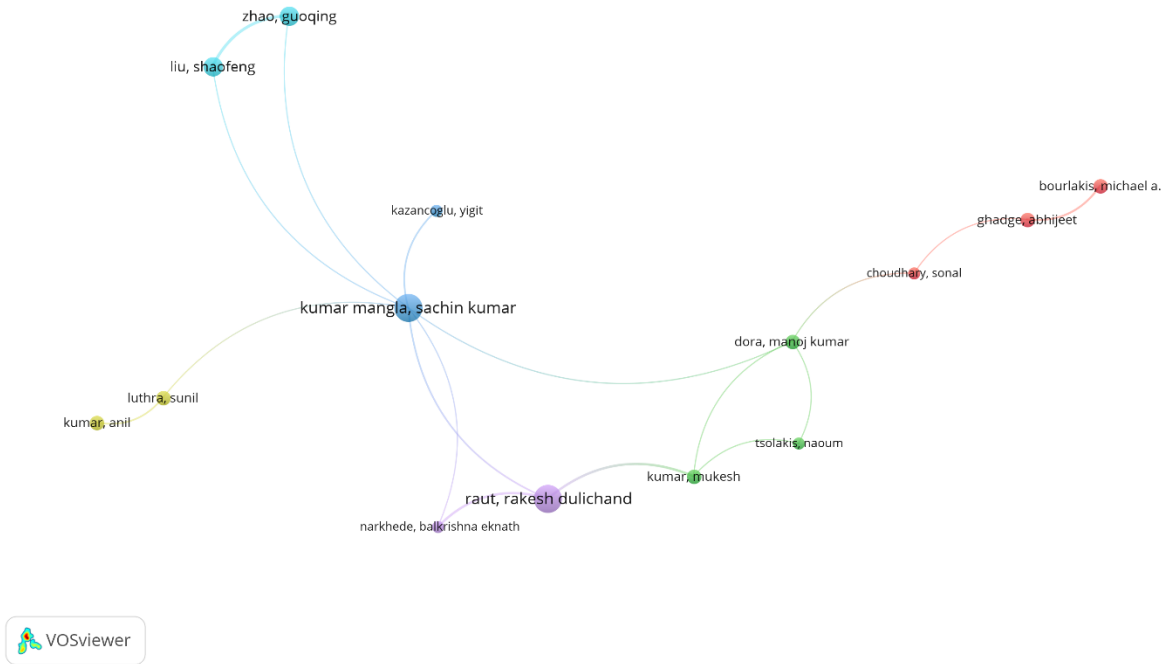 zhao, guoqing
liu, shaofeng
bourlakis, michael a.
kazancoglu, yigit
ghadge, abhijeet
choudhary, sonal
kumar mangla, sachin kumar
dora, manoj kumar
luthra, sunil
kumar, anil
tsolakis, naoum
kumar, mukesh
raut, rakesh dulichand
narkhede, balkrishna eknath
VOSviewer